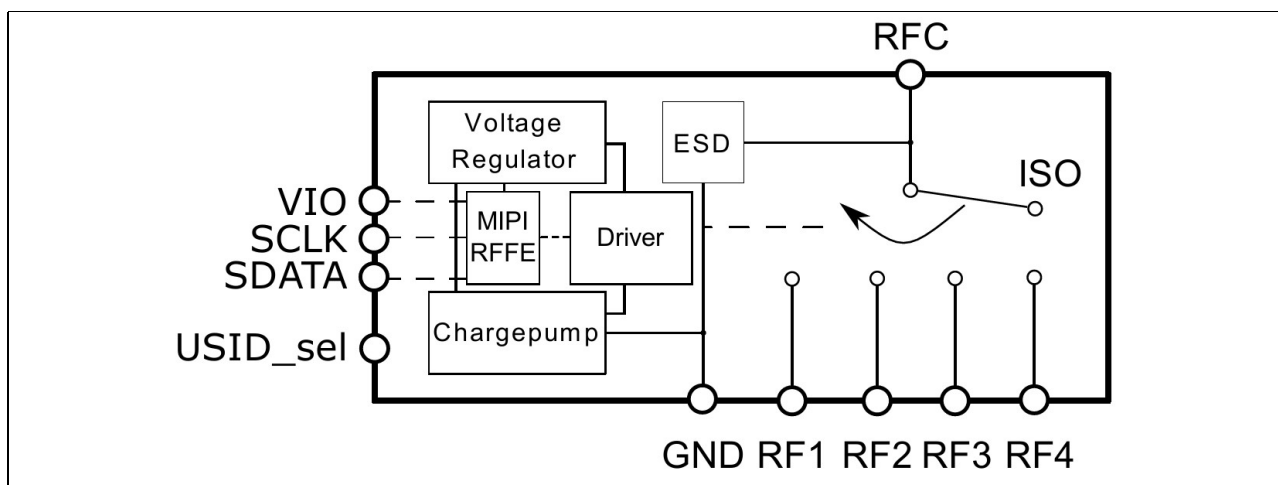 RFC
Voltage
Regulator
ESD
ISO
VIO
SCLK
SDATA
USID_sel
MIPI
RFFE
Driver
Chargepump
GND RF1 RF2 RF3 RF4